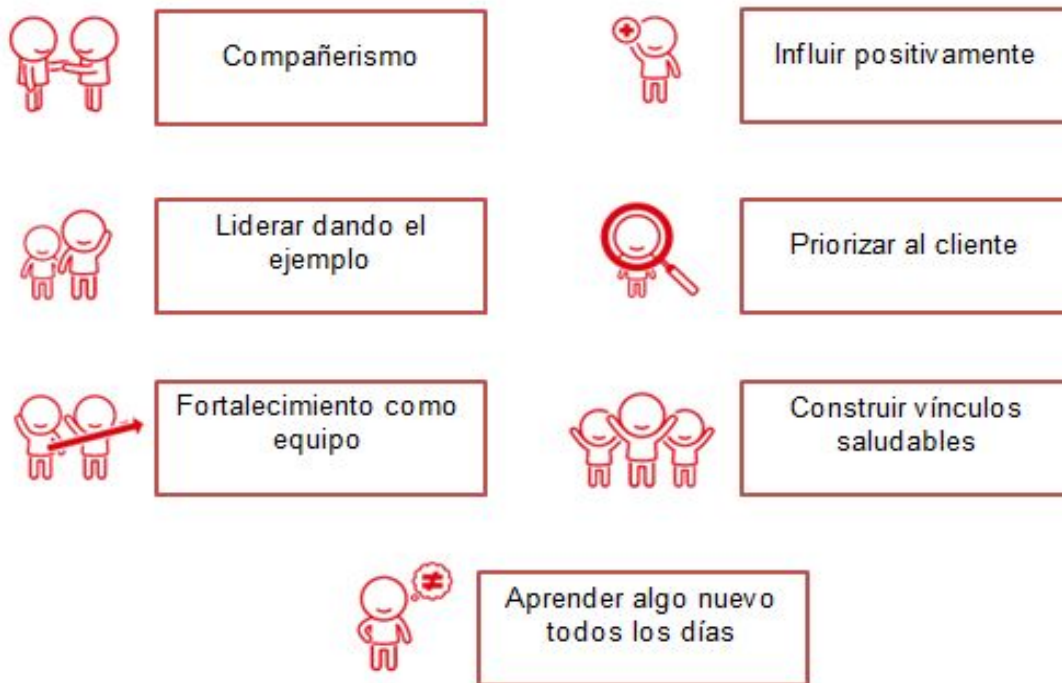 Compañerismo
Influir positivamente
Liderar dando el
ejemplo
Priorizar al cliente
Fortalecimiento como
equipo
Construir vínculos
saludables
Aprender algo nuevo
todos los días